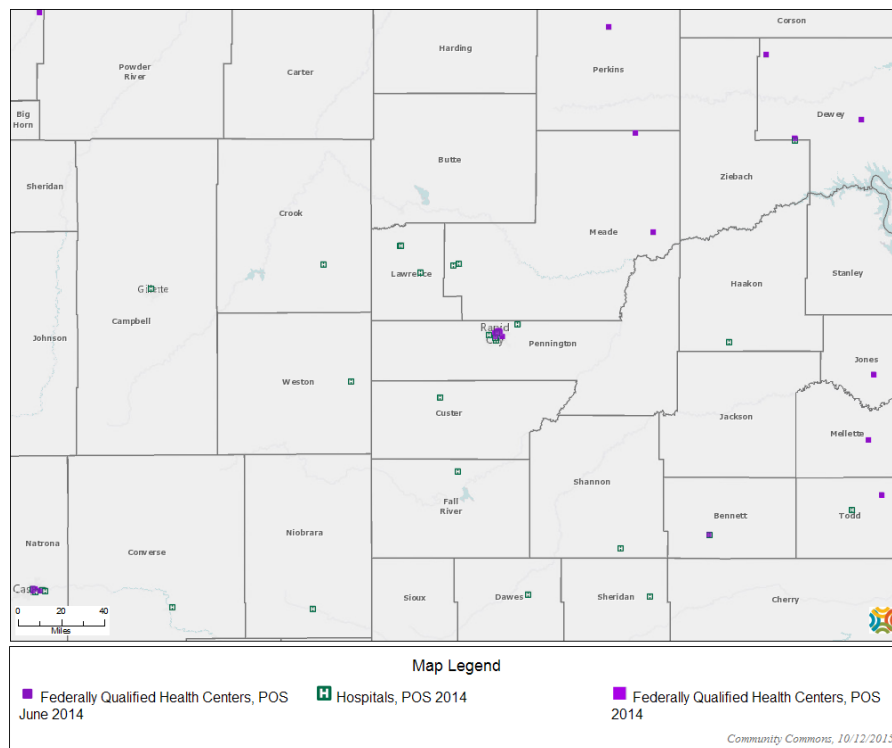 Corson
Harding
Powder
River
Carter
Perkins
Big
Horn
Dewey
Butte
Sheridan
Ziebach
Crook
Meade
Lawrence
Stanley
Haakon
Gillette
Campbell
Rapid
City
Johnson
Pennington
Jones
Weston
Custer
Jackson
Mellette
Shannon
Fall
River
Bennett
Todd
Niobrara
Natrona
Converse
Sioux
Dawes
Sheridan
Cherry
0 20 40
Miles
Map Legend
Federally Qualified Health Centers, POS
June 2014
H Hospitals, POS 2014
Federally Qualified Health Centers, POS
2014
Community Commons, 10/12/2015